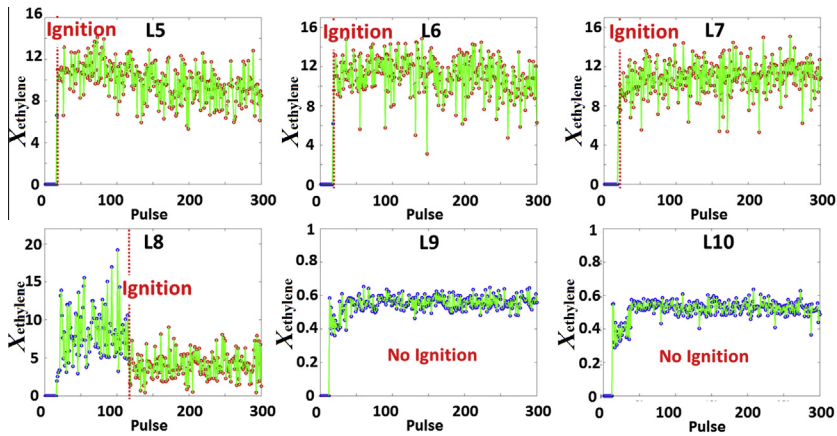 Ignition L5
16
12
8
4
0
0 100 200 300
Pulse
Xethylene
Ignition L6
16
12
8
4
0
0 100 200 300
Pulse
Xethylene
Ignition L7
16
12
8
4
0
0 100 200 300
Pulse
Xethylene
L8
Ignition
20
15
10
5
0
0 100 200 300
Pulse
Xethylene
L9
No Ignition
1
0.8
0.6
0.4
0.2
0
0 100 200 300
Pulse
Xethylene
L10
No Ignition
1
0.8
0.6
0.4
0.2
0
0 100 200 300
Pulse
Xethylene